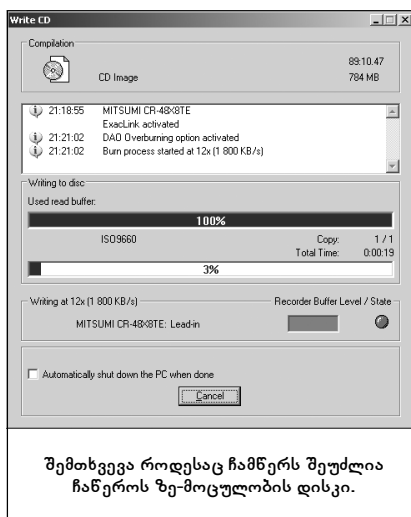 Write CD
Compilation
CD Image
89:10.47
784 MB
21:18:55 MITSUMI CR-48X8TE
ExacLink activated
21:21:02 DAO Overburning option activated
21:21:02 Burn process started at 12x (1 800 KB/s)
Writing to disc
Used read buffer:
100%
ISO9660 Copy: 1 / 1
Total Time: 0:00:19
3%
Writing at 12x (1 800 KB/s) Recorder Buffer Level / State
MITSUMI CR-48X8TE: Lead-in
Automatically shut down the PC when done
Cancel
შემთხვევა როდესაც ჩამწერს შეუძლია
ჩაწეროს ზე-მოცულობის დისკი.